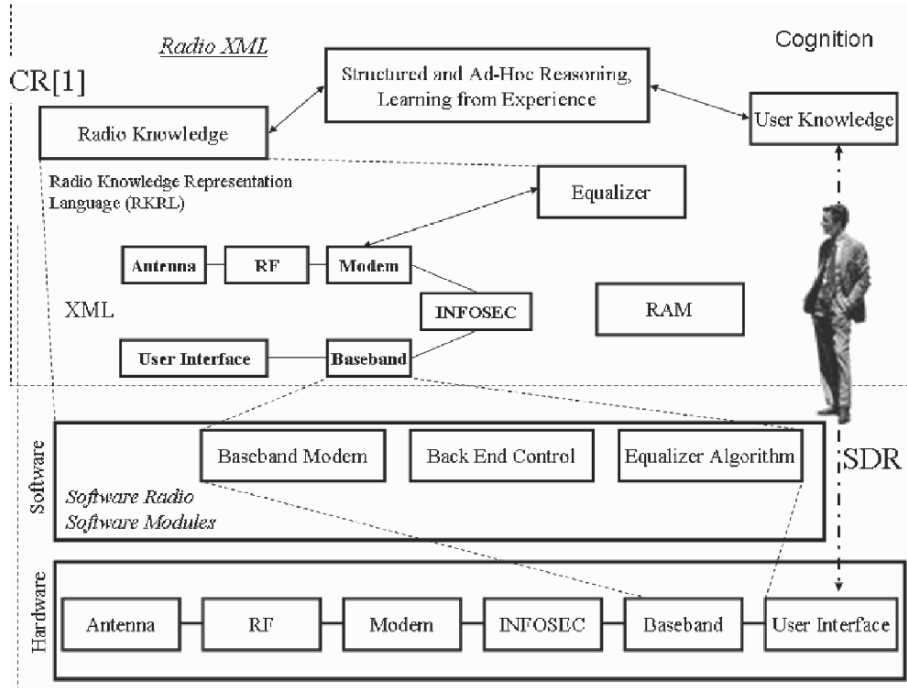 Radio XML
Cognition
CR[1]
Structured and Ad-Hoc Reasoning,
Learning from Experience
Radio Knowledge
User Knowledge
Radio Knowledge Representation
Language (RKRL)
Equalizer
Antenna
RF
Modem
XML
INFOSEC
RAM
User Interface
Baseband
Software
Baseband Modem
Back End Control
Equalizer Algorithm
SDR
Software Radio
Software Modules
Hardware
Antenna
RF
Modem
INFOSEC
Baseband
User Interface